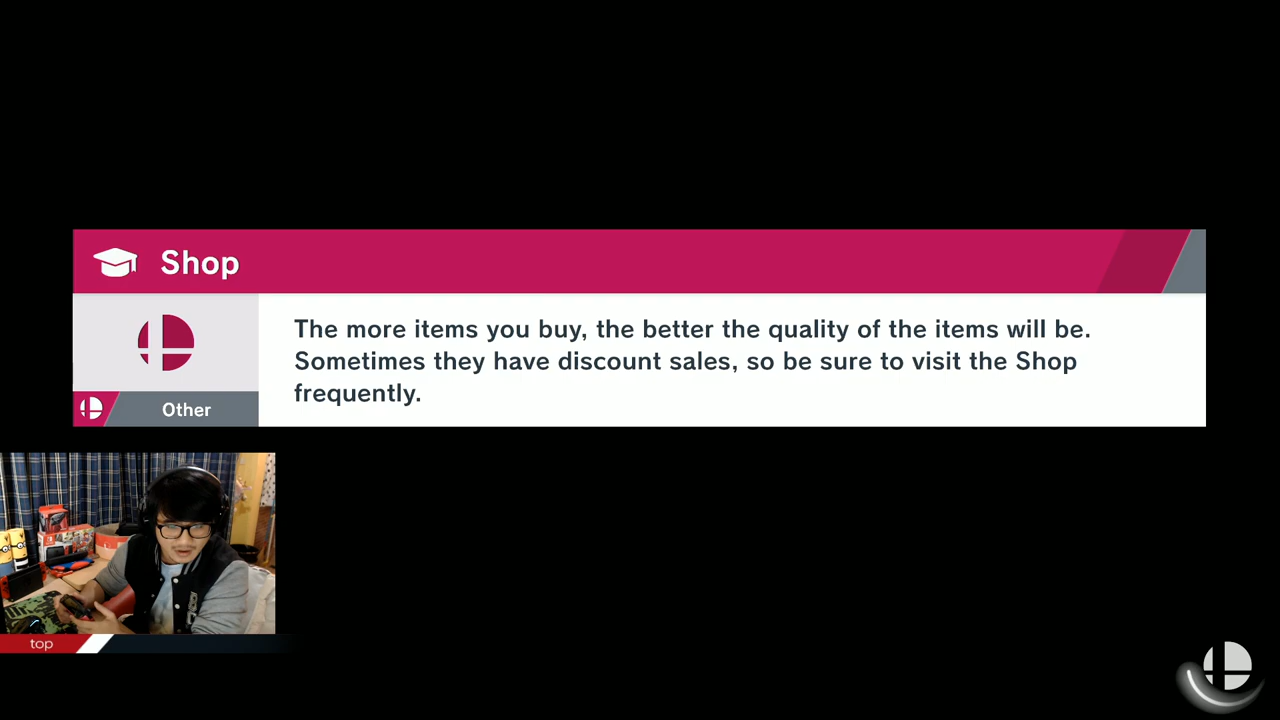 Shop
The more items you buy, the better the quality of the items will be.
Sometimes they have discount sales, so be sure to visit the Shop
frequently.
Other
top